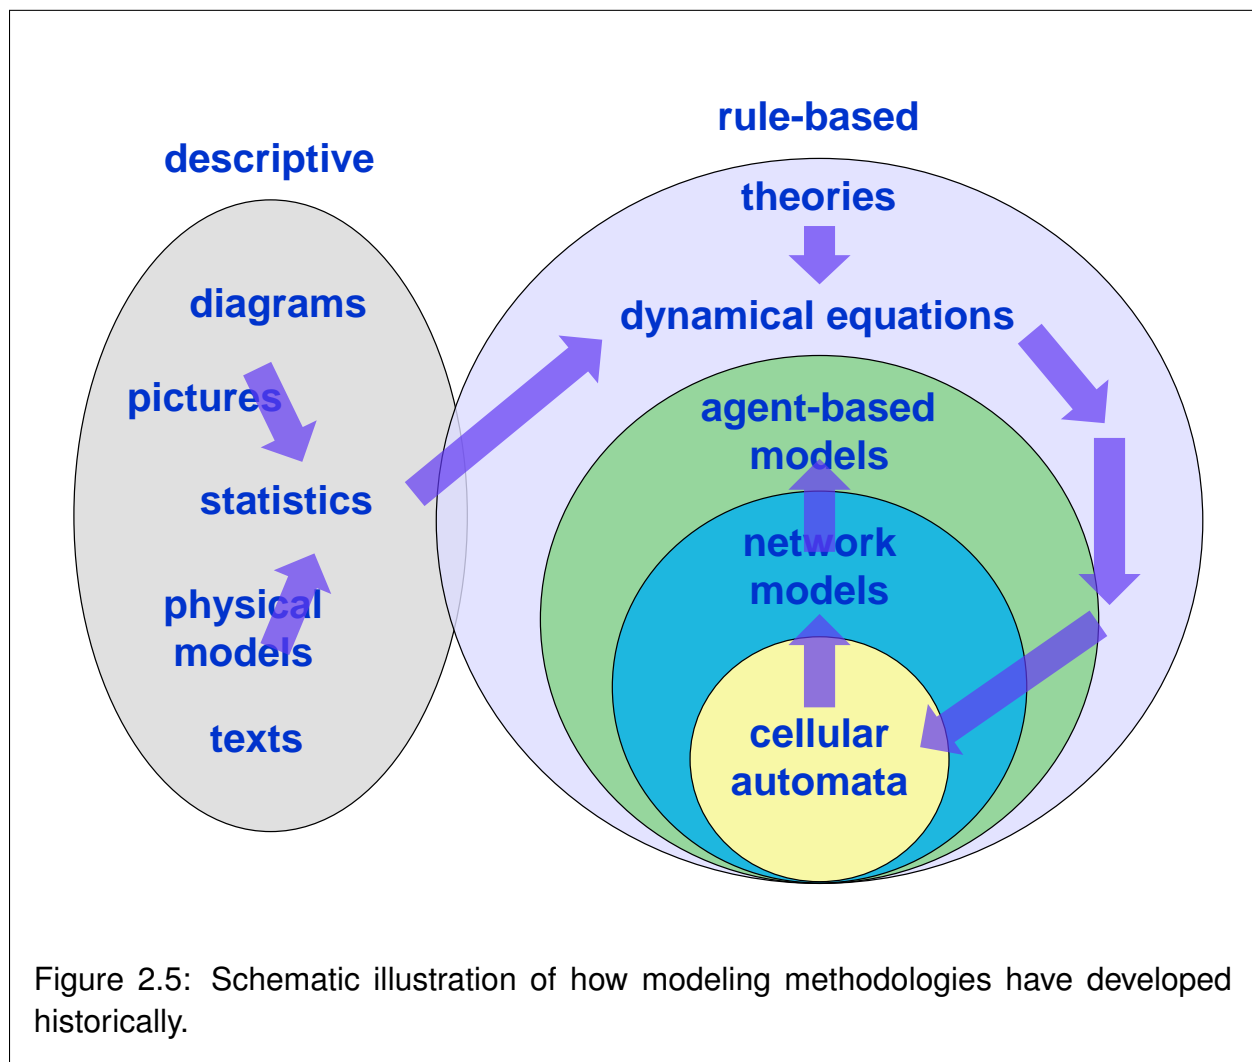 descriptive
diagrams
pictures
statistics
physical
models
texts
rule-based
theories
dynamical equations
agent-based
models
network
models
cellular
automata
Figure 2.5: Schematic illustration of how modeling methodologies have developed
historically.